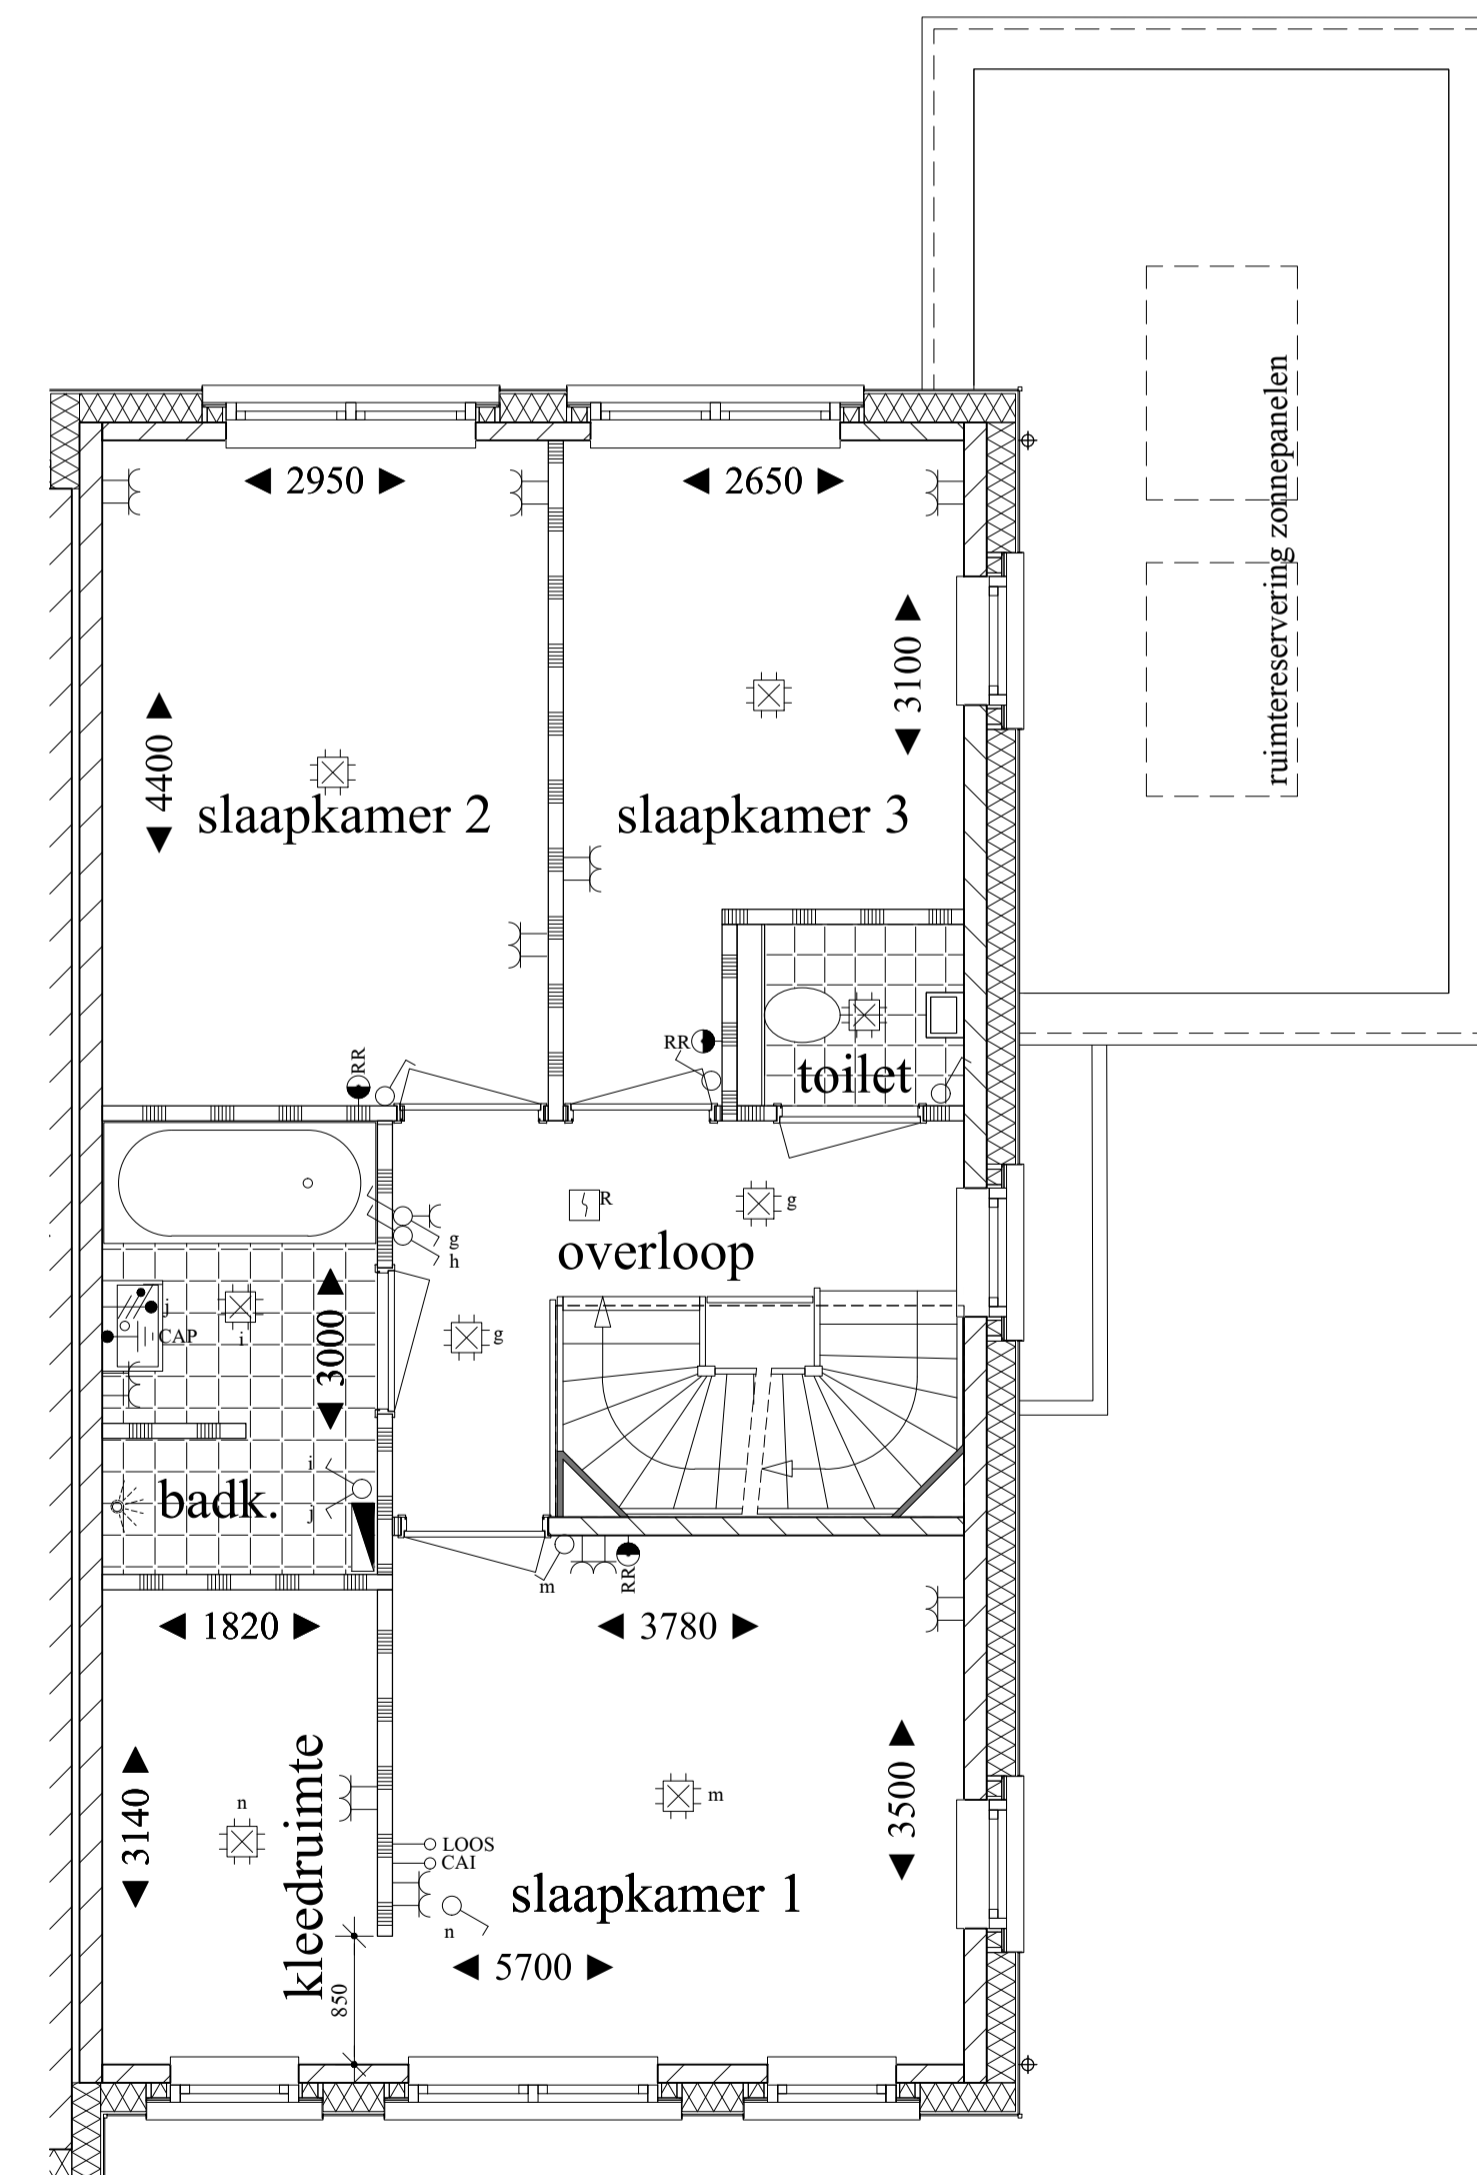 2950
2650
ruimtereservering zonnepanelen
3100
4400
slaapkamer 2
slaapkamer 3
RR
RR
toilet
R
g
g
h
overloop
j
CAP
i
3000
g
i
j
badk.
m
RR
1820
3780
kleedruimte
3140
n
m
3500
LOOS
CAI
slaapkamer 1
n
5700
850